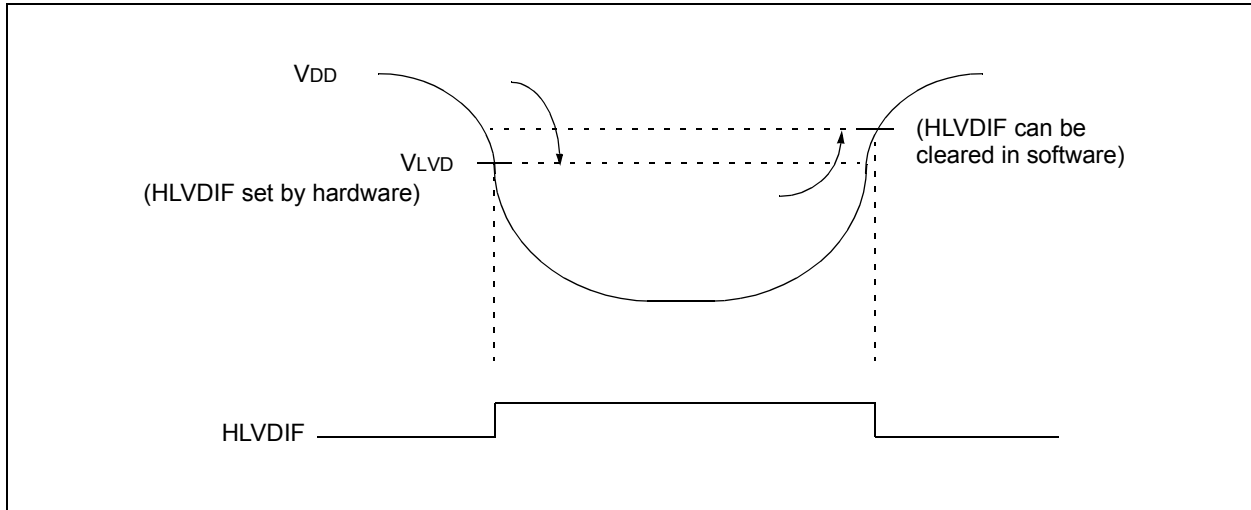 VDD
(HLVDIF can be
cleared in software)
VLVD
(HLVDIF set by hardware)
HLVDIF